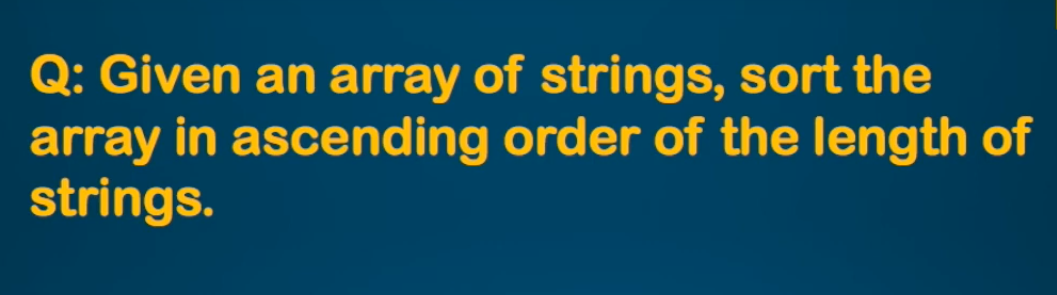 Q: Given an array of strings, sort the
array in ascending order of the length of
strings.